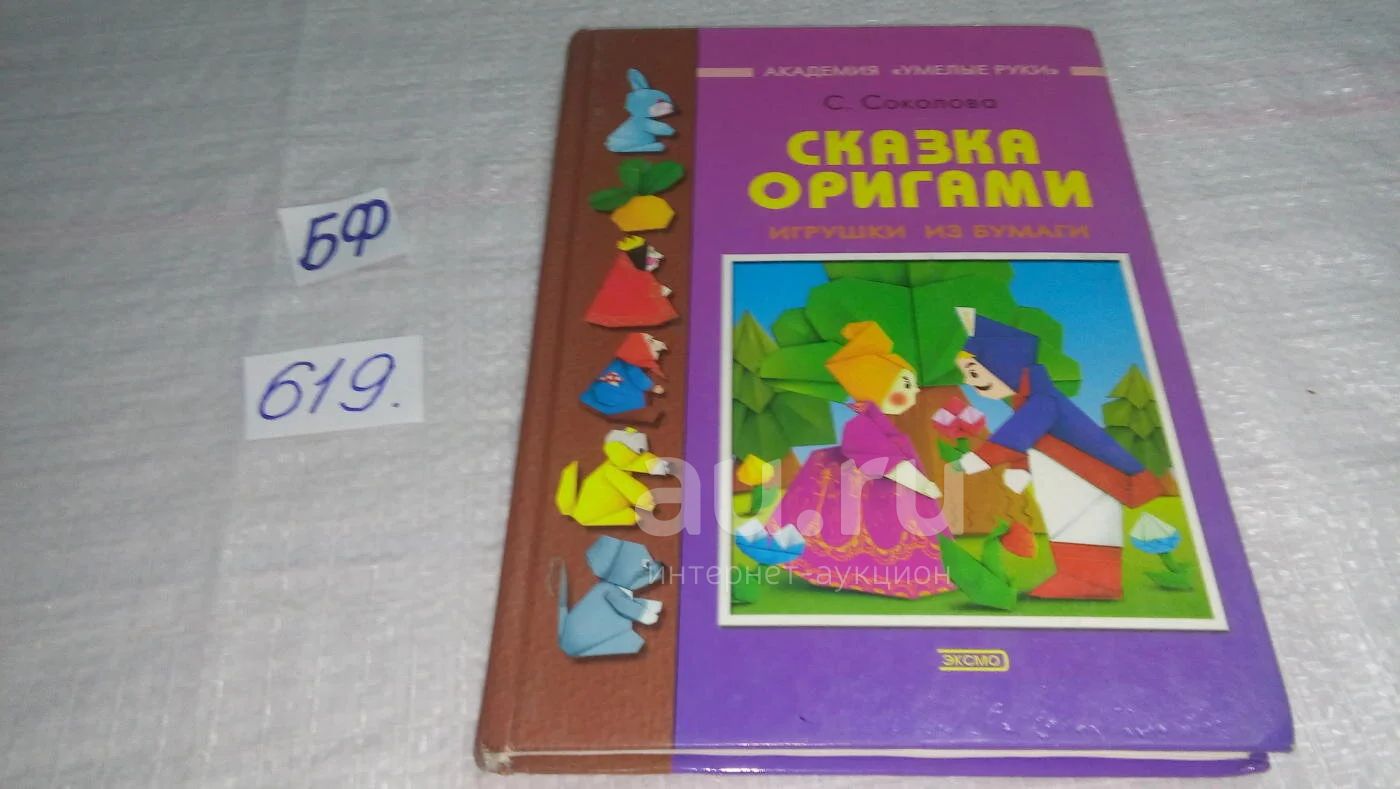 БФ
619.
АКАДЕМИЯ «УМЕЛЫЕ РУКИ»
С. Соколова
СКАЗКА
ОРИГАМИ
ИГРУШКИ ИЗ БУМАГИ
ЭКСМО
au.ru
интернет-аукцион